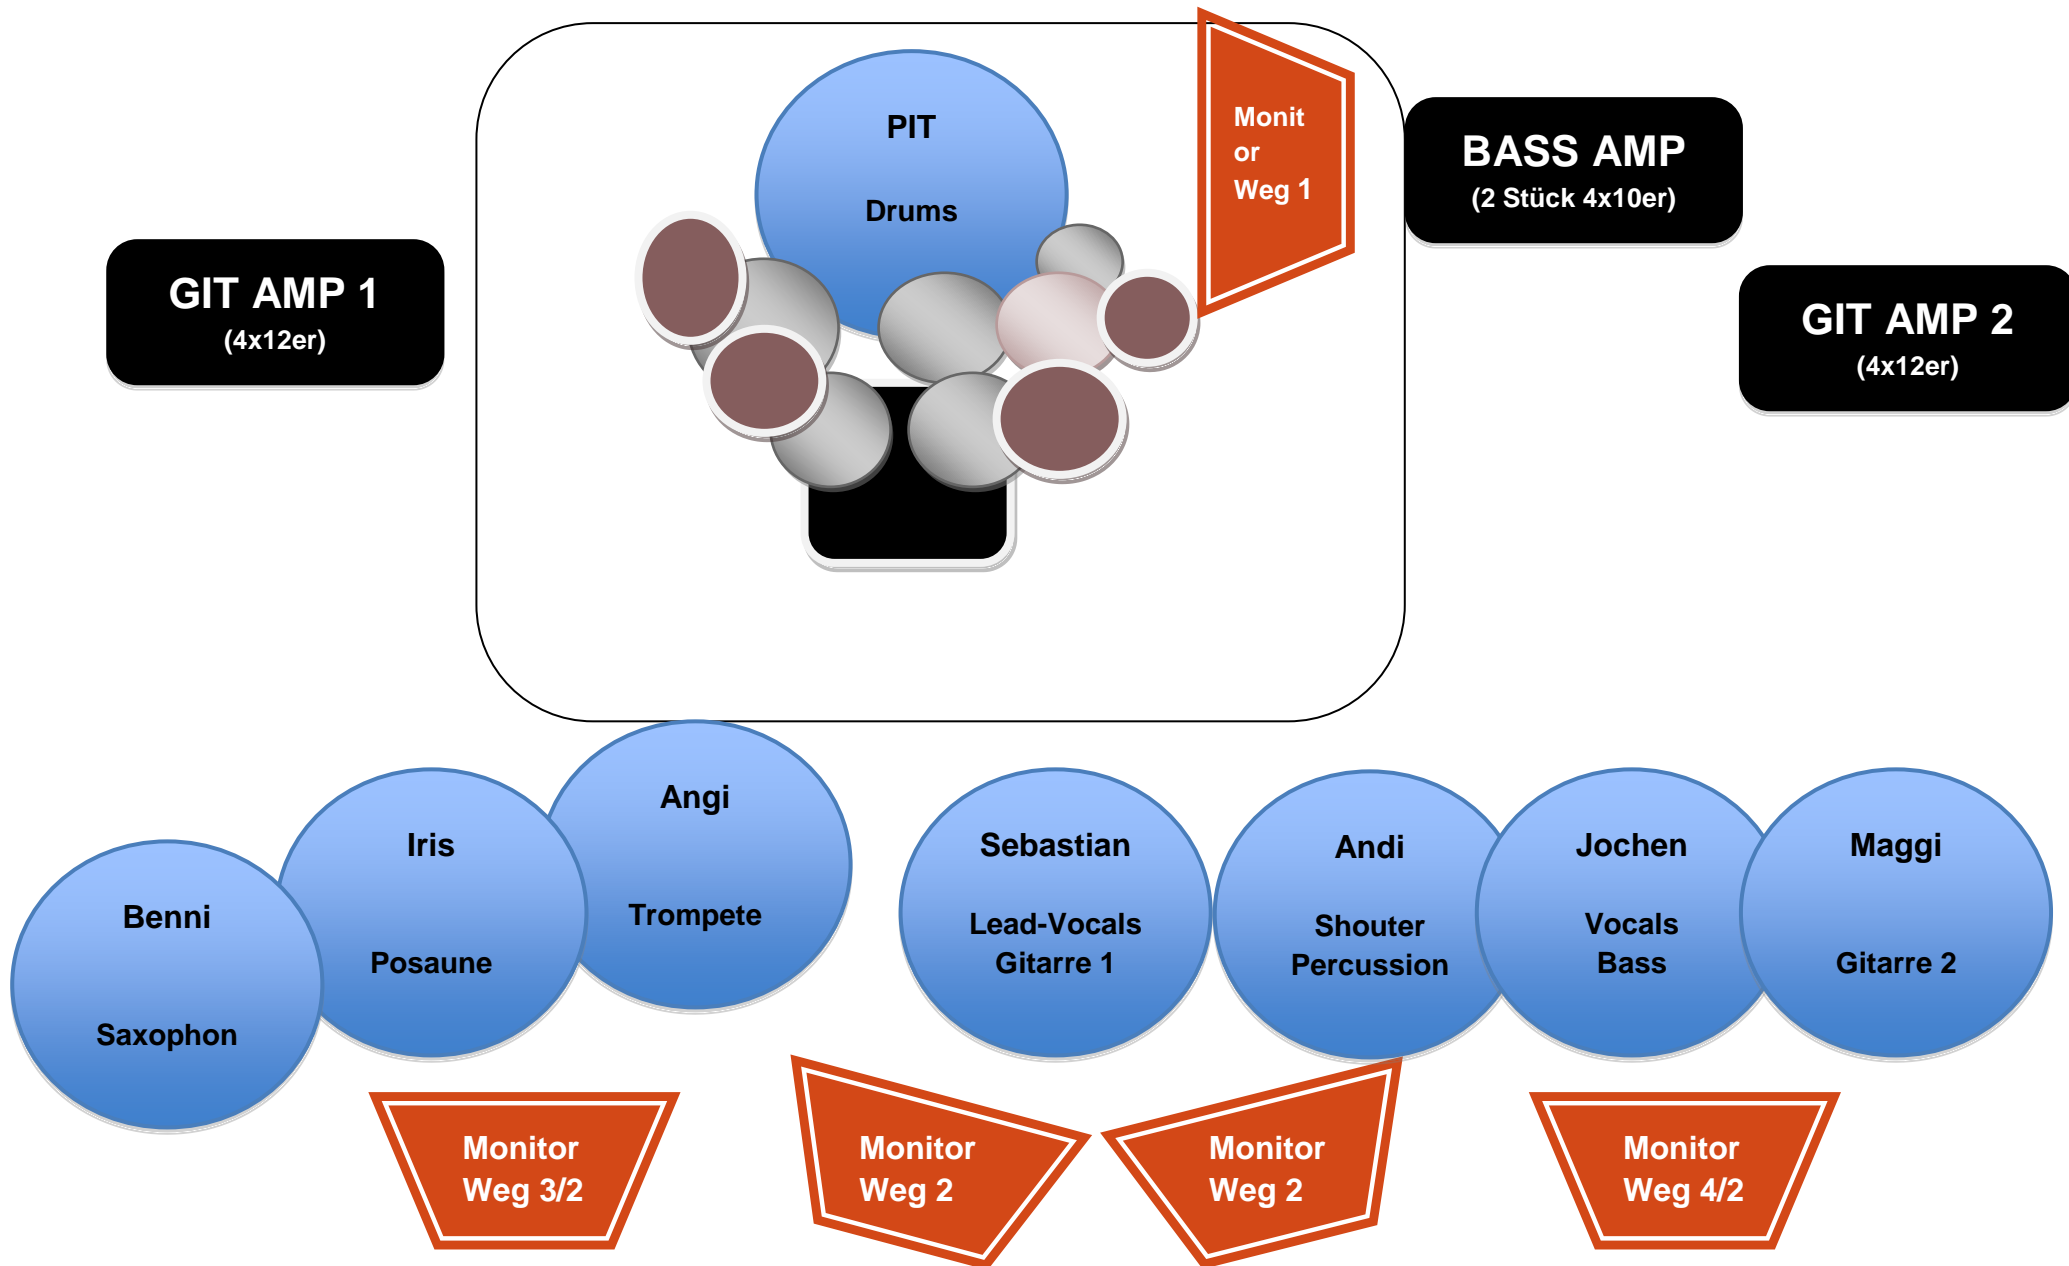 PIT
Drums
Monit
or
Weg 1
BASS AMP
(2 Stück 4x10er)
GIT AMP 1
(4x12er)
GIT AMP 2
(4x12er)
Angi
Trompete
Iris
Posaune
Benni
Saxophon
Sebastian
Lead-Vocals
Gitarre 1
Andi
Shouter
Percussion
Jochen
Vocals
Bass
Maggi
Gitarre 2
Monitor
Weg 3/2
Monitor
Weg 2
Monitor
Weg 2
Monitor
Weg 4/2